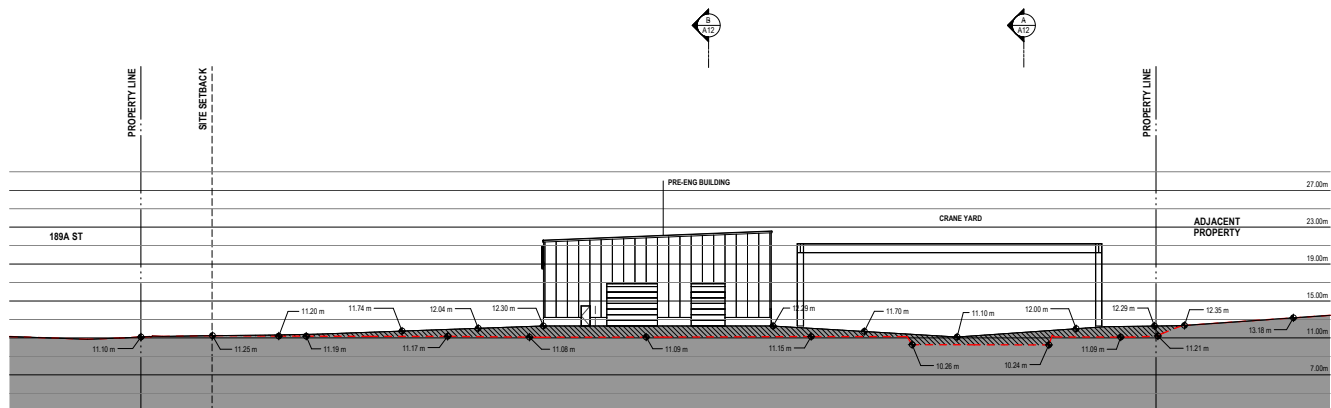 B
A12
A
A12
PROPERTY LINE
SITE SETBACK
PROPERTY LINE
PRE-ENG BUILDING
27.00m
CRANE YARD
ADJACENT
PROPERTY
23.00m
189A ST
19.00m
15.00m
11.20 m
11.74 m
12.04 m
12.30 m
12.29 m
11.70 m
11.10 m
12.00 m
12.29 m
12.35 m
13.18 m
11.00m
11.10 m
11.25 m
11.19 m
11.17 m
11.08 m
11.09 m
11.15 m
10.26 m
10.24 m
11.09 m
11.21 m
7.00m